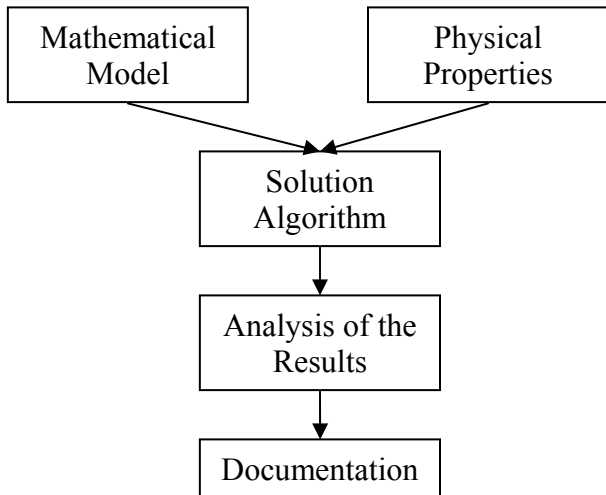 Mathematical
Model
Physical
Properties
Solution
Algorithm
Analysis of the
Results
Documentation